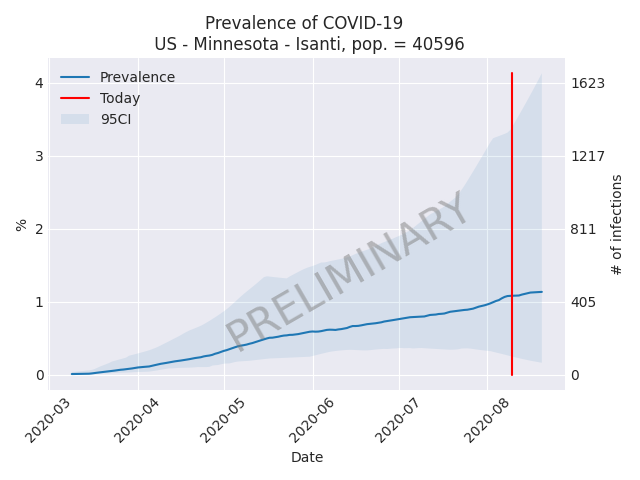 Prevalence of COVID-19
US - Minnesota - Isanti, pop. = 40596
Prevalence
Today
95CI
4
3
2
1
0
%
1623
1217
811
405
0
# of infections
PRELIMINARY
2020-03
2020-04
2020-05
2020-06
2020-07
2020-08
Date